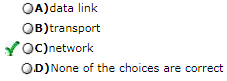 A)data link
B)transport
C)network
D)None of the choices are correct